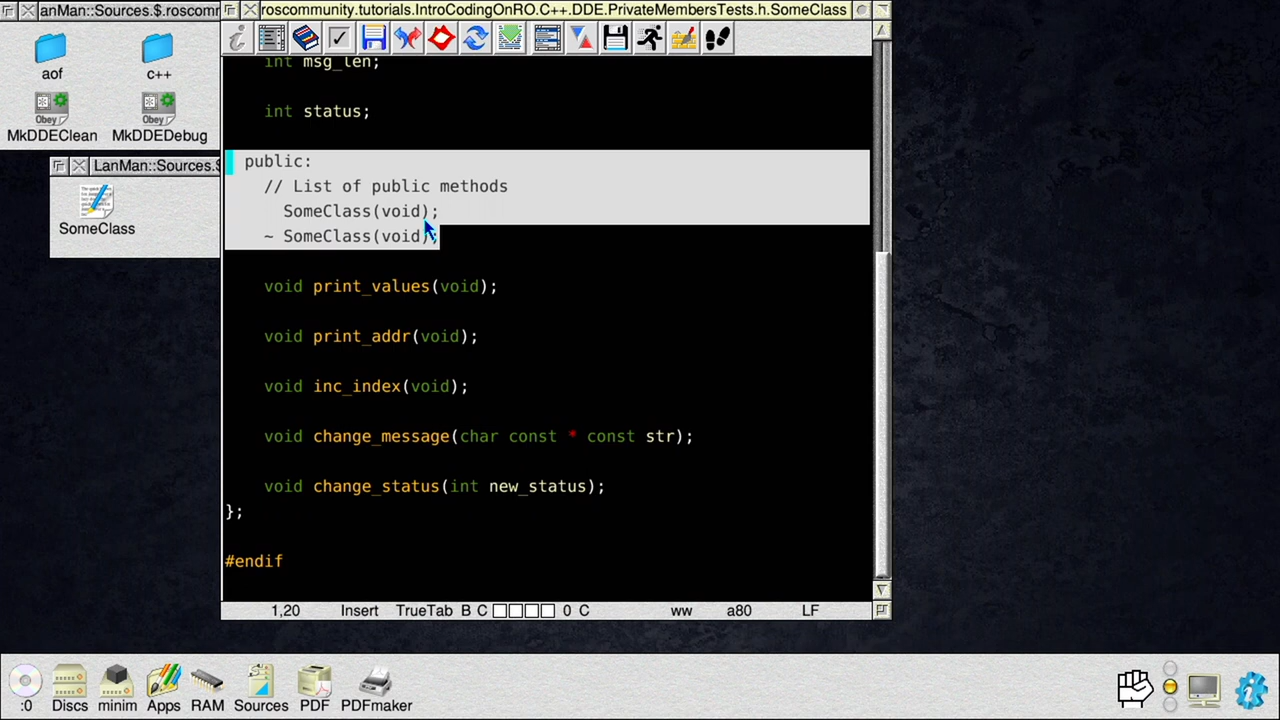 anMan::Sources.$.roscomm
roscommunity.tutorials.IntroCodingOnRO.C++.DDE.PrivateMembersTests.h.SomeClass
aof
c++
Obey
Obey
MkDDEClean
MkDDEDebug
LanMan::Sources.$
SomeClass
int msg_len;
int status;
public:
// List of public methods
SomeClass(void);
~ SomeClass(void);
void print_values(void);
void print_addr(void);
void inc_index(void);
void change_message(char const * const str);
void change_status(int new_status);
};
#endif
1,20 Insert TrueTab B C 0 C ww a80 LF
:0 Discs minim Apps RAM Sources PDF PDFmaker